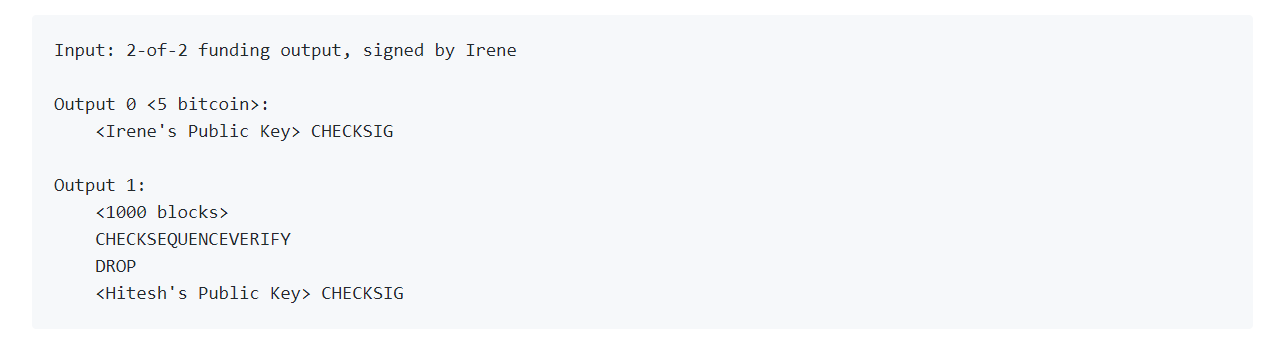 Input: 2-of-2 funding output, signed by Irene
Output 0 <5 bitcoin>:
<Irene's Public Key> CHECKSIG
Output 1:
<1000 blocks>
CHECKSEQUENCEVERIFY
DROP
<Hitesh's Public Key> CHECKSIG